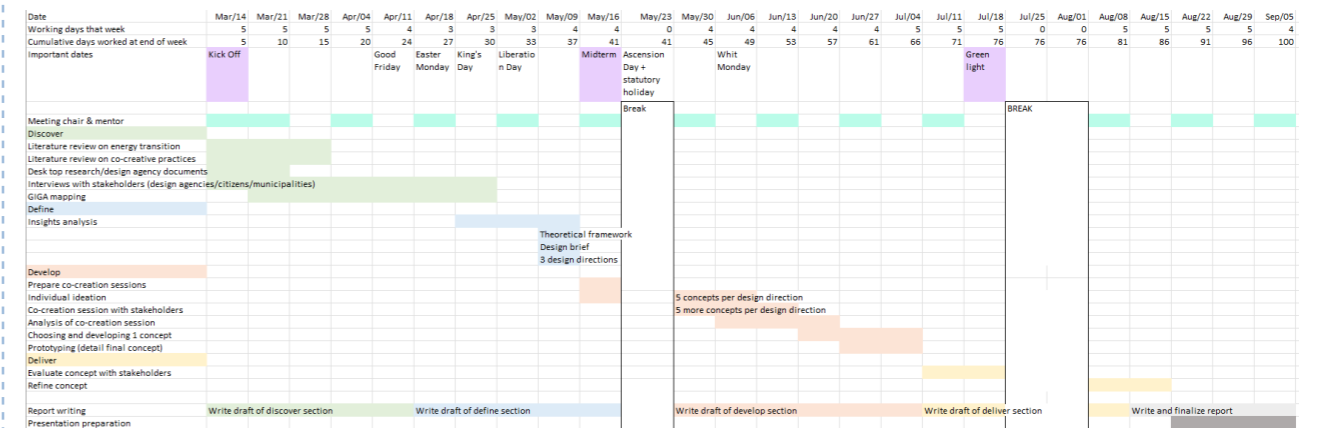 Date Mar/14 Mar/21 Mar/28 Apr/04 Apr/11 Apr/18 Apr/25 May/02 May/09 May/16 May/23 May/30 Jun/06 Jun/13 Jun/20 Jun/27 Jul/04 Jul/11 Jul/18 Jul/25 Aug/01 Aug/08 Aug/15 Aug/22 Aug/29 Sep/05
Working days that week 5 5 5 5 4 3 3 3 4 4 0 4 4 4 4 4 5 5 5 0 0 5 5 5 5 4
Cumulative days worked at end of week 5 10 15 20 24 27 30 33 37 41 41 45 49 53 57 61 66 71 76 76 76 81 86 91 96 100
Important dates Kick Off Good Easter King's Liberatio Midterm Ascension Whit Green
Friday Monday Day n Day Day + Monday light
statutory
holiday
Break BREAK
Meeting chair & mentor
Discover
Literature review on energy transition
Literature review on co-creative practices
Desk top research/design agency documents
Interviews with stakeholders (design agencies/citizens/municipalities)
GIGA mapping
Define
Insights analysis
Theoretical framework
Design brief
3 design directions
Develop
Prepare co-creation sessions
Individual ideation 5 concepts per design direction
Co-creation session with stakeholders 5 more concepts per design direction
Analysis of co-creation session
Choosing and developing 1 concept
Prototyping (detail final concept)
Deliver
Evaluate concept with stakeholders
Refine concept
Report writing Write draft of discover section Write draft of define section Write draft of develop section Write draft of deliver section Write and finalize report
Presentation preparation